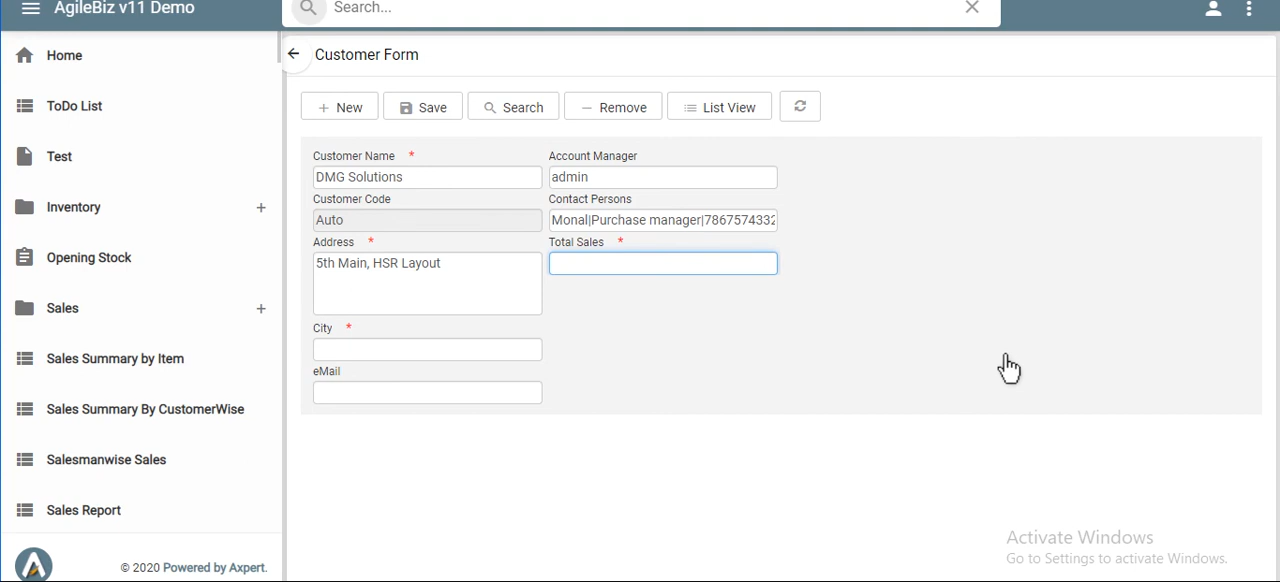 AgileBiz v11 Demo
Search...
Home
ToDo List
Test
Inventory +
Opening Stock
Sales +
Sales Summary by Item
Sales Summary By CustomerWise
Salesmanwise Sales
Sales Report
© 2020 Powered by Axpert.
Customer Form
+ New
Save
Search
Remove
List View
Customer Name *
DMG Solutions
Customer Code
Auto
Address *
5th Main, HSR Layout
City *
eMail
Account Manager
admin
Contact Persons
Monal|Purchase manager|7867574332
Total Sales *
Activate Windows
Go to Settings to activate Windows.